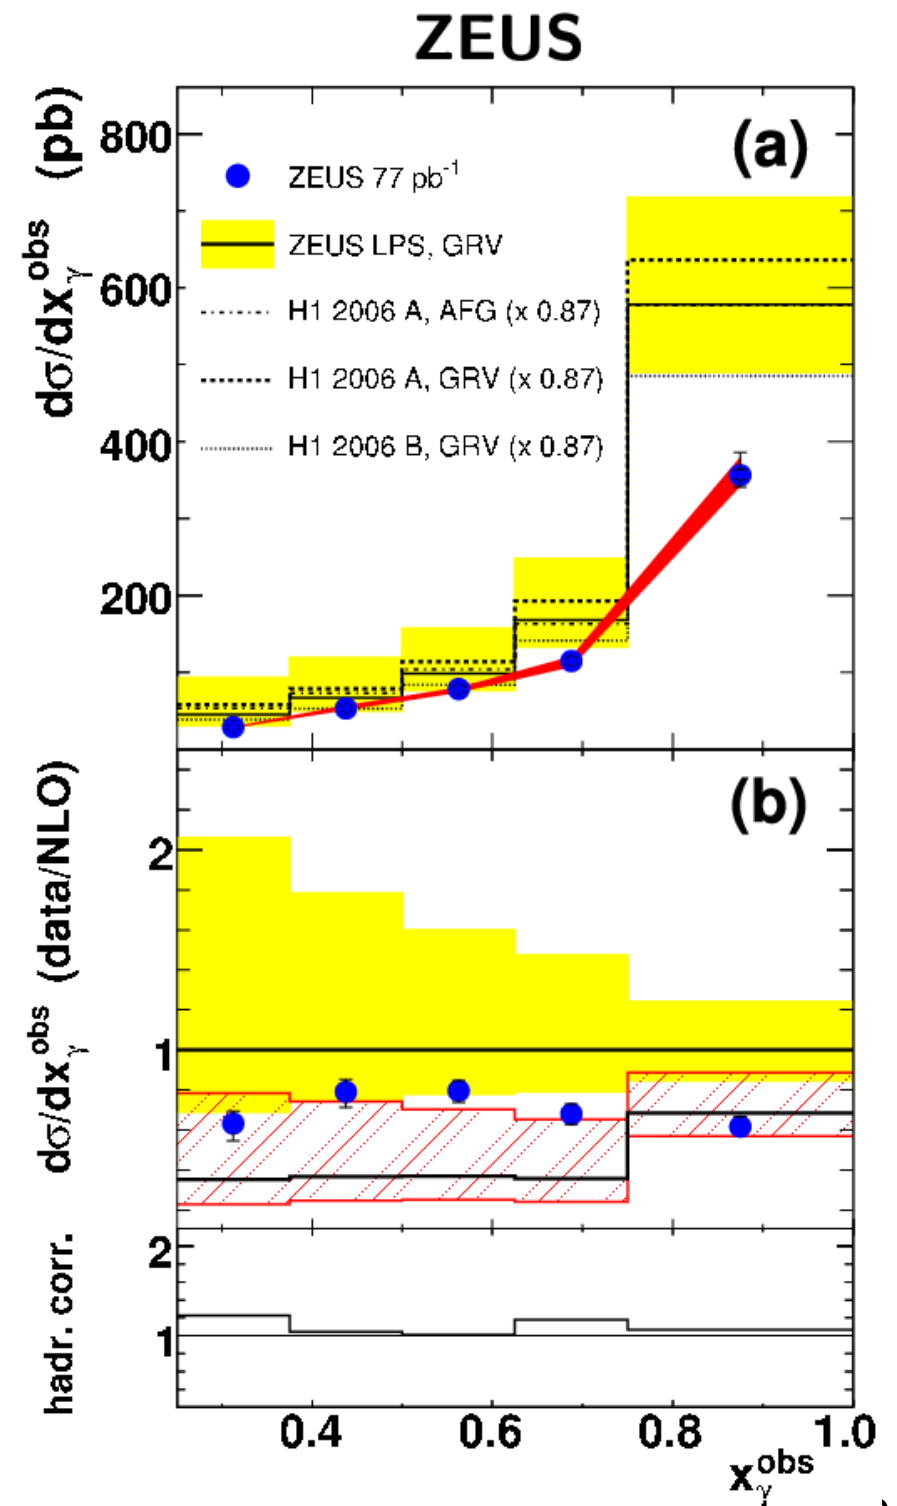 ZEUS
(a)
dσ/dx_γ^obs (pb)
800
600
400
200
ZEUS 77 pb⁻¹
ZEUS LPS, GRV
H1 2006 A, AFG (x 0.87)
H1 2006 A, GRV (x 0.87)
H1 2006 B, GRV (x 0.87)
(b)
dσ/dx_γ^obs (data/NLO)
2
1
hadr. corr.
2
1
0.4 0.6 0.8 1.0
x_γ^obs